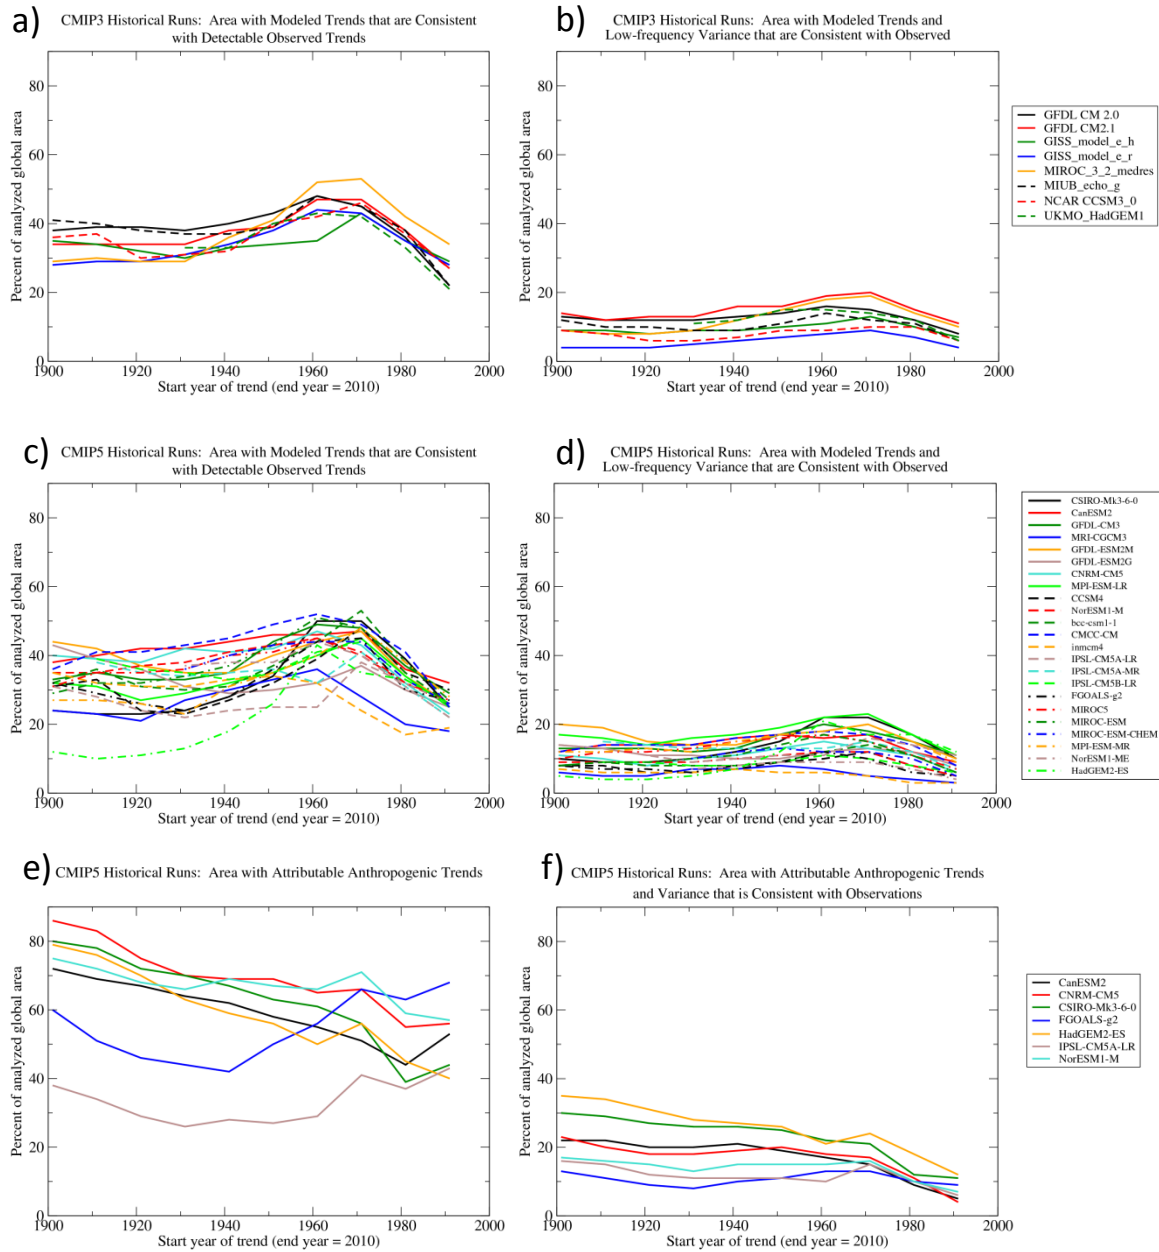 a)
CMIP3 Historical Runs: Area with Modeled Trends that are Consistent
with Detectable Observed Trends
Percent of analyzed global area
80
60
40
20
0
1900 1920 1940 1960 1980 2000
Start year of trend (end year = 2010)
b)
CMIP3 Historical Runs: Area with Modeled Trends and
Low-frequency Variance that are Consistent with Observed
Percent of analyzed global area
80
60
40
20
0
1900 1920 1940 1960 1980 2000
Start year of trend (end year = 2010)
GFDL CM 2.0
GFDL CM2.1
GISS_model_e_h
GISS_model_e_r
MIROC_3_2_medres
MIUB_echo_g
NCAR CCSM3_0
UKMO_HadGEM1
c)
CMIP5 Historical Runs: Area with Modeled Trends that are Consistent
with Detectable Observed Trends
Percent of analyzed global area
80
60
40
20
0
1900 1920 1940 1960 1980 2000
Start year of trend (end year = 2010)
d)
CMIP5 Historical Runs: Area with Modeled Trends and
Low-frequency Variance that are Consistent with Observed
Percent of analyzed global area
80
60
40
20
0
1900 1920 1940 1960 1980 2000
Start year of trend (end year = 2010)
CSIRO-Mk3-6-0
CanESM2
GFDL-CM3
MRI-CGCM3
GFDL-ESM2M
GFDL-ESM2G
CNRM-CM5
MPI-ESM-LR
CCSM4
NorESM1-M
bcc-csm1-1
CMCC-CM
inmcm4
IPSL-CM5A-LR
IPSL-CM5A-MR
IPSL-CM5B-LR
FGOALS-g2
MIROC5
MIROC-ESM
MIROC-ESM-CHEM
MPI-ESM-MR
NorESM1-ME
HadGEM2-ES
e)
CMIP5 Historical Runs: Area with Attributable Anthropogenic Trends
Percent of analyzed global area
80
60
40
20
0
1900 1920 1940 1960 1980 2000
Start year of trend (end year = 2010)
f)
CMIP5 Historical Runs: Area with Attributable Anthropogenic Trends
and Variance that is Consistent with Observations
Percent of analyzed global area
80
60
40
20
0
1900 1920 1940 1960 1980 2000
Start year of trend (end year = 2010)
CanESM2
CNRM-CM5
CSIRO-Mk3-6-0
FGOALS-g2
HadGEM2-ES
IPSL-CM5A-LR
NorESM1-M